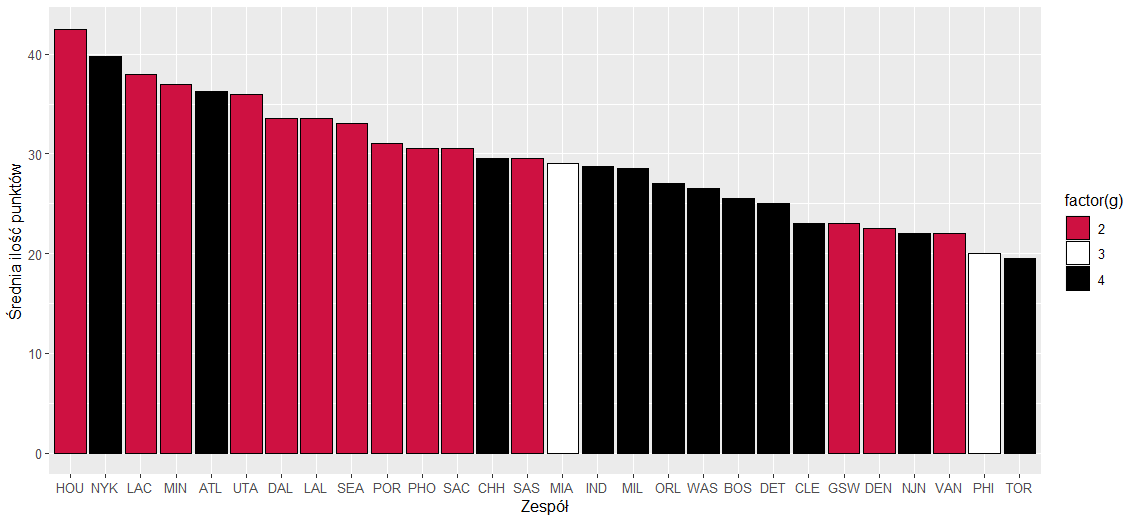 Średnia ilość punktów
40
30
20
10
0
HOU NYK LAC MIN ATL UTA DAL LAL SEA POR PHO SAC CHH SAS MIA IND MIL ORL WAS BOS DET CLE GSW DEN NJN VAN PHI TOR
Zespół
factor(g)
2
3
4